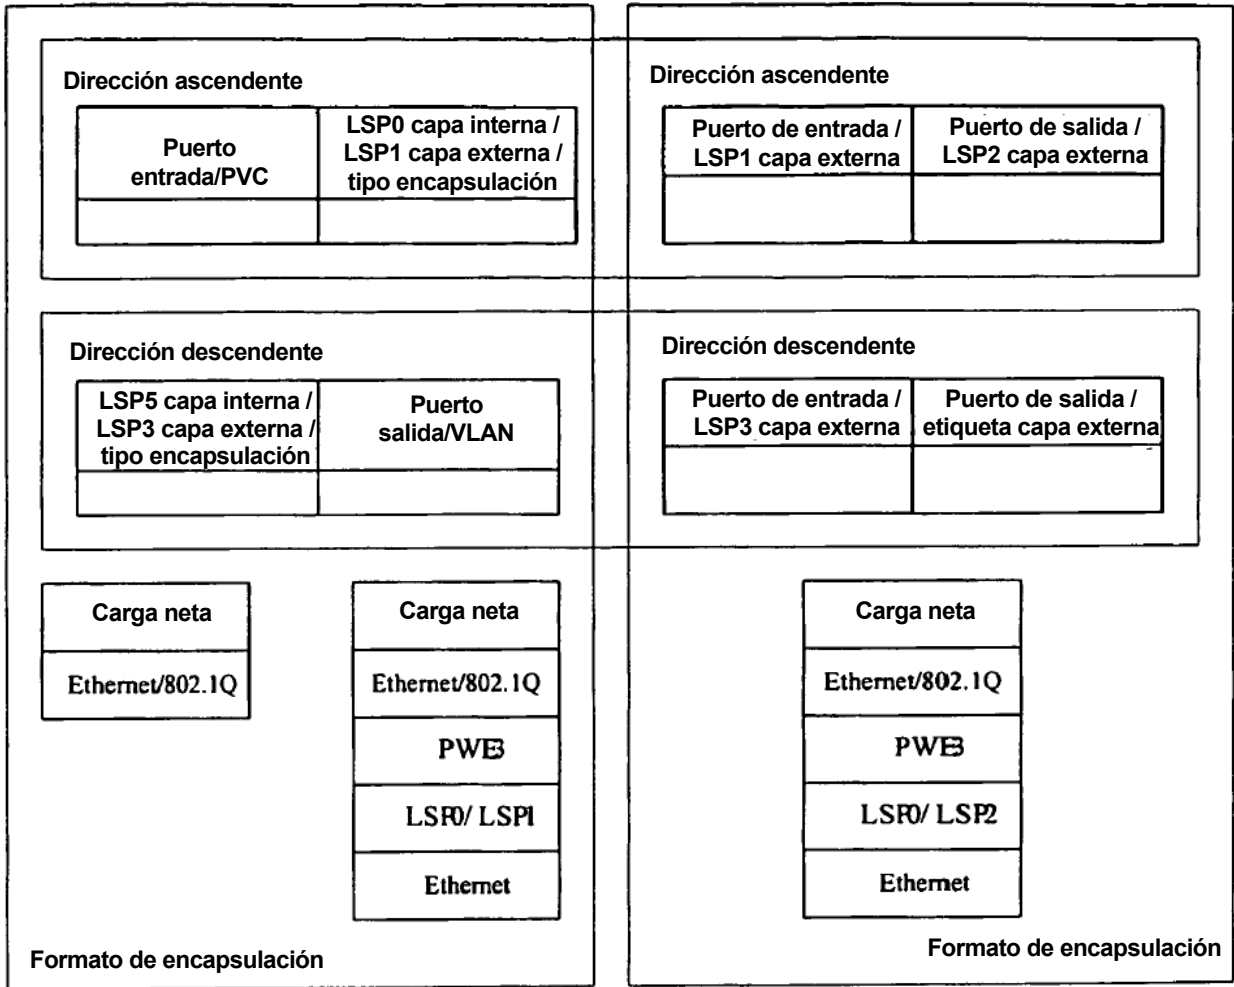 Dirección ascendente
Puerto
entrada/PVC
LSP0 capa interna /
LSP1 capa externa /
tipo encapsulación
Dirección descendente
LSP5 capa interna /
LSP3 capa externa /
tipo encapsulación
Puerto
salida/VLAN
Carga neta
Ethernet/802.1Q
Carga neta
Ethernet/802.1Q
PWE3
LSP0/ LSP1
Ethernet
Formato de encapsulación
Dirección ascendente
Puerto de entrada /
LSP1 capa externa
Puerto de salida /
LSP2 capa externa
Dirección descendente
Puerto de entrada /
LSP3 capa externa
Puerto de salida /
etiqueta capa externa
Carga neta
Ethernet/802.1Q
PWE3
LSP0/ LSP2
Ethernet
Formato de encapsulación